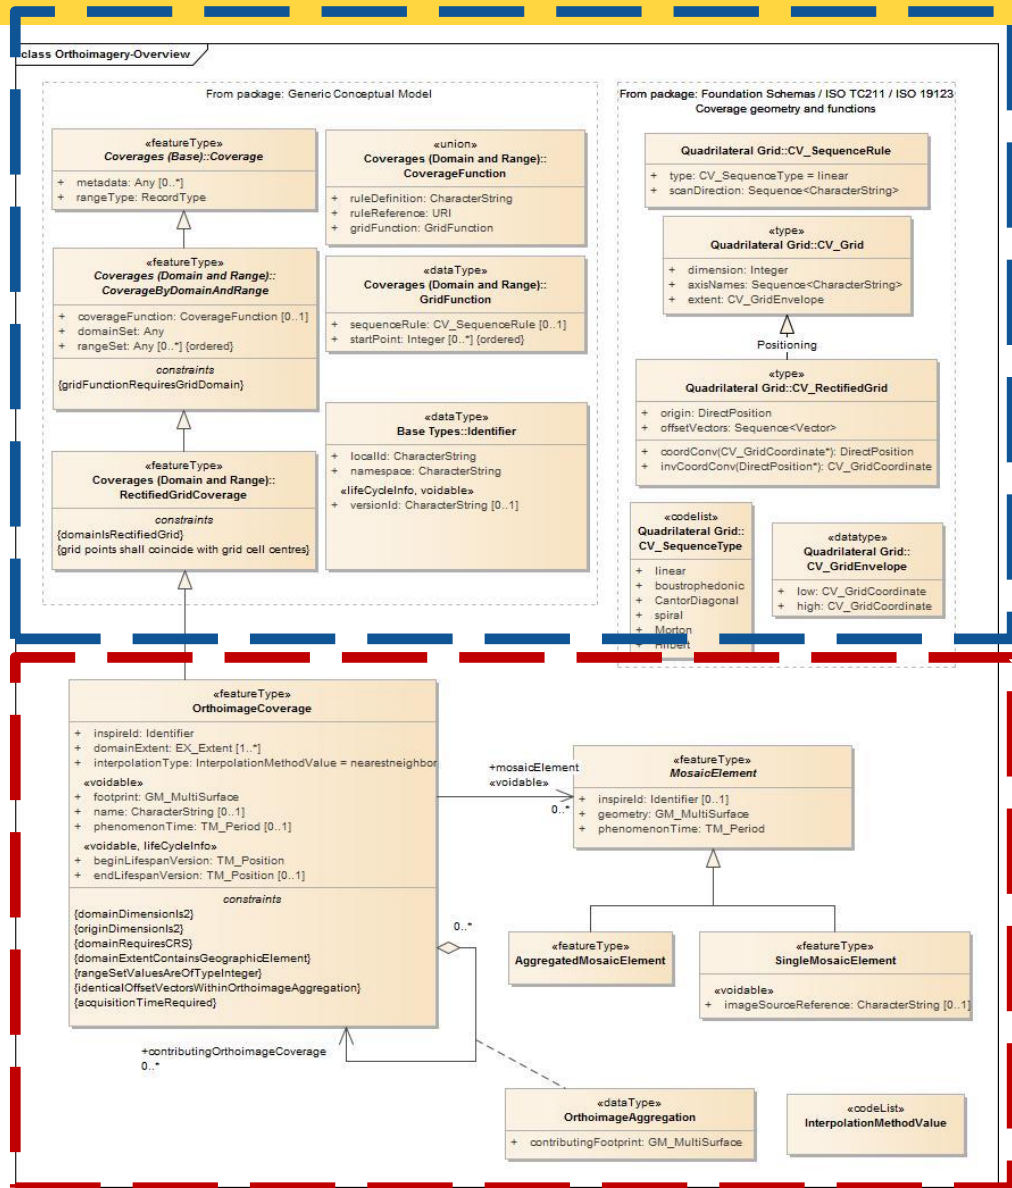 class Orthoimagery-Overview
From package: Generic Conceptual Model
«featureType»
Coverages (Base)::Coverage
+ metadata: Any [0..*]
+ rangeType: RecordType
«union»
Coverages (Domain and Range)::
CoverageFunction
+ ruleDefinition: CharacterString
+ ruleReference: URI
+ gridFunction: GridFunction
«featureType»
Coverages (Domain and Range)::
CoverageByDomainAndRange
+ coverageFunction: CoverageFunction [0..1]
+ domainSet: Any
+ rangeSet: Any [0..*] {ordered}
constraints
{gridFunctionRequiresGridDomain}
«dataType»
Coverages (Domain and Range)::
GridFunction
+ sequenceRule: CV_SequenceRule [0..1]
+ startPoint: Integer [0..*] {ordered}
«dataType»
Base Types::Identifier
+ localId: CharacterString
+ namespace: CharacterString
«lifeCycleInfo, voidable»
+ versionId: CharacterString [0..1]
«featureType»
Coverages (Domain and Range)::
RectifiedGridCoverage
constraints
{domainIsRectifiedGrid}
{grid points shall coincide with grid cell centres}
From package: Foundation Schemas / ISO TC211 / ISO 19123
Coverage geometry and functions
Quadrilateral Grid::CV_SequenceRule
+ type: CV_SequenceType = linear
+ scanDirection: Sequence<CharacterString>
«type»
Quadrilateral Grid::CV_Grid
+ dimension: Integer
+ axisNames: Sequence<CharacterString>
+ extent: CV_GridEnvelope
Positioning
«type»
Quadrilateral Grid::CV_RectifiedGrid
+ origin: DirectPosition
+ offsetVectors: Sequence<Vector>
+ coordConv(CV_GridCoordinate*): DirectPosition
+ invCoordConv(DirectPosition*): CV_GridCoordinate
«codelist»
Quadrilateral Grid::
CV_SequenceType
+ linear
+ boustrophedonic
+ CantorDiagonal
+ spiral
+ Morton
+ Hilbert
«datatype»
Quadrilateral Grid::
CV_GridEnvelope
+ low: CV_GridCoordinate
+ high: CV_GridCoordinate
«featureType»
OrthoimageCoverage
+ inspireId: Identifier
+ domainExtent: EX_Extent [1..*]
+ interpolationType: InterpolationMethodValue = nearestneighbor
«voidable»
+ footprint: GM_MultiSurface
+ name: CharacterString [0..1]
+ phenomenonTime: TM_Period [0..1]
«voidable, lifeCycleInfo»
+ beginLifespanVersion: TM_Position
+ endLifespanVersion: TM_Position [0..1]
constraints
{domainDimensionIs2}
{originDimensionIs2}
{domainRequiresCRS}
{domainExtentContainsGeographicElement}
{rangeSetValuesAreOfTypeInteger}
{identicalOffsetVectorsWithinOrthoimageAggregation}
{acquisitionTimeRequired}
+mosaicElement
«voidable»
0..*
«featureType»
MosaicElement
+ inspireId: Identifier [0..1]
+ geometry: GM_MultiSurface
+ phenomenonTime: TM_Period
0..*
«featureType»
AggregatedMosaicElement
«featureType»
SingleMosaicElement
«voidable»
+ imageSourceReference: CharacterString [0..1]
+contributingOrthoimageCoverage
0..*
«dataType»
OrthoimageAggregation
+ contributingFootprint: GM_MultiSurface
«codeList»
InterpolationMethodValue